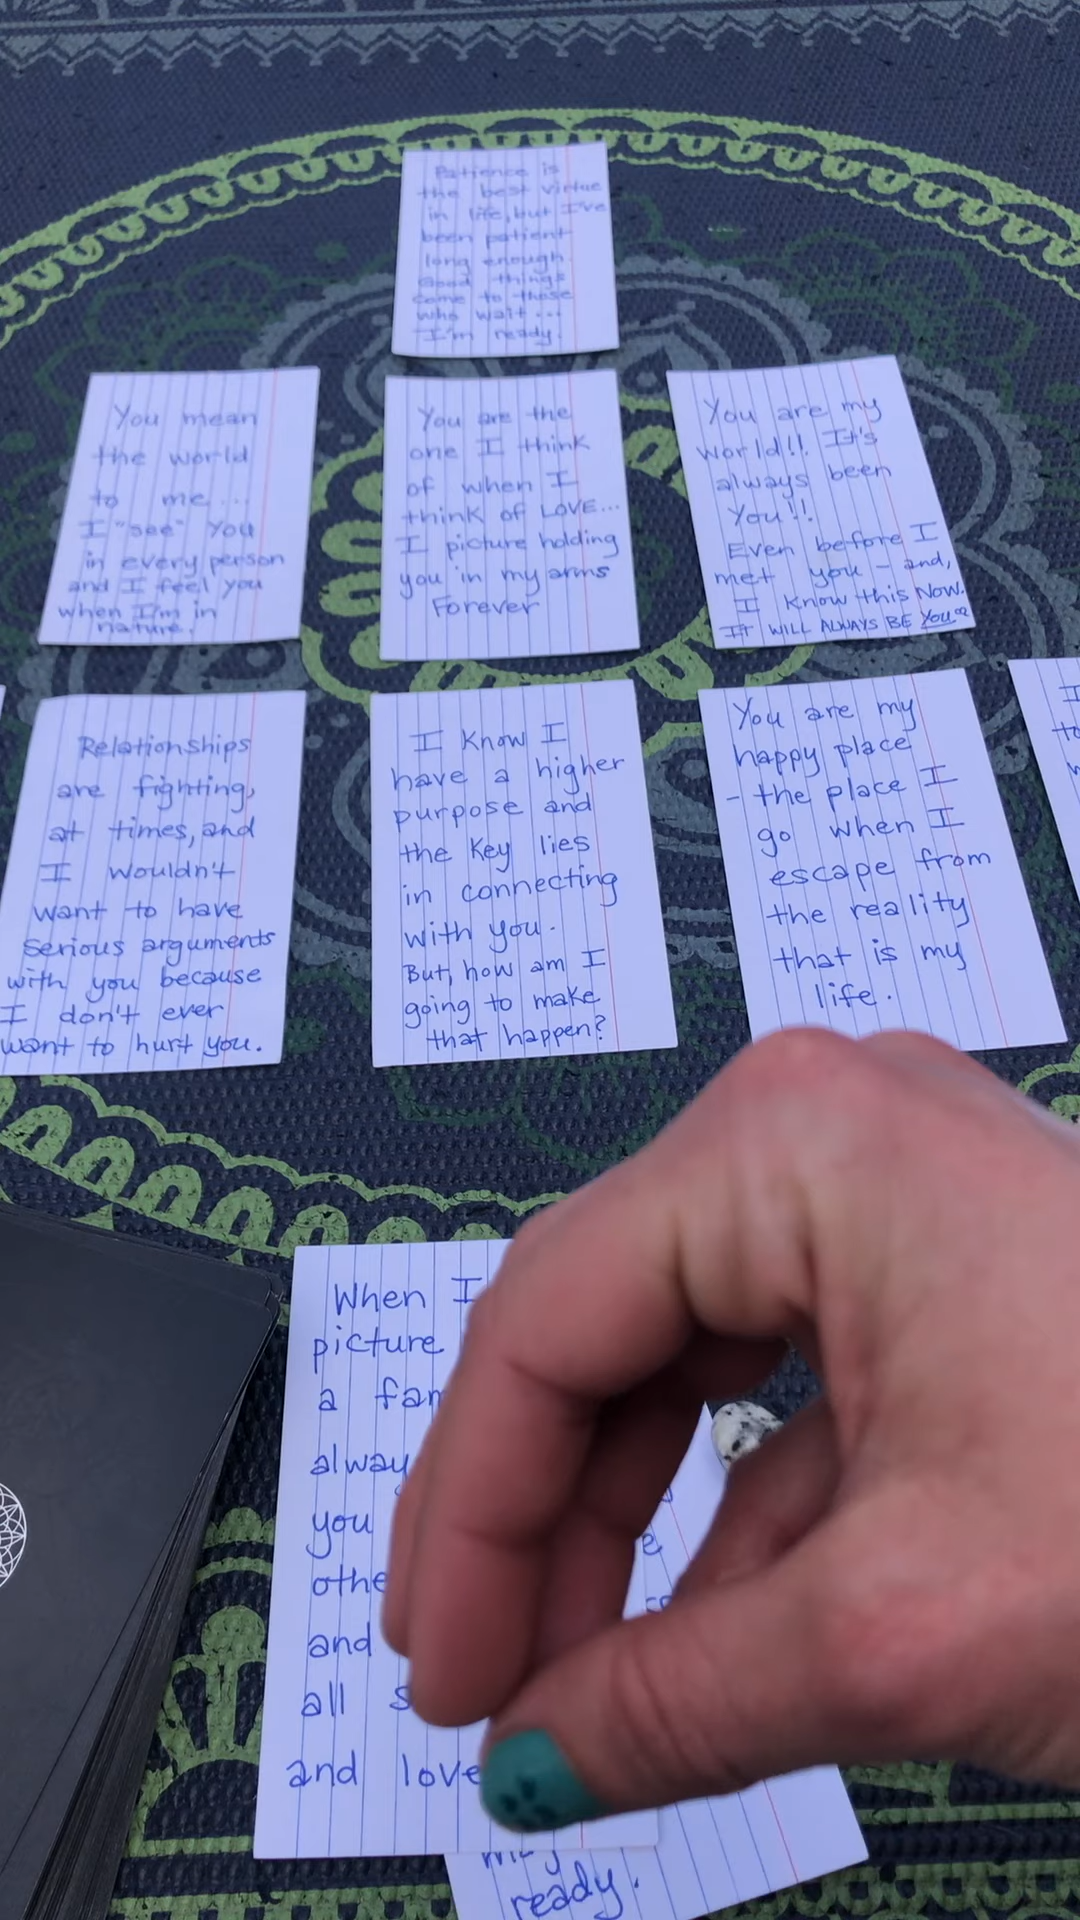 Patience is
the best virtue
in life, but I've
been patient
long enough.
Good things
come to those
who wait...
I'm ready.
You mean
the world
to me...
I "see" you
in every person
and I feel you
when I'm in
nature.
You are the
one I think
of when I
think of LOVE...
I picture holding
you in my arms
Forever
You are my
world!! It's
always been
You!!
Even before I
met you - and,
I know this Now.
It WILL ALWAYS BE You
Relationships
are fighting,
at times, and
I wouldn't
want to have
serious arguments
with you because
I don't ever
want to hurt you.
I Know I
have a higher
purpose and
the key lies
in connecting
with you.
But, how am I
going to make
that happen?
You are my
happy place
- the place I
go when I
escape from
the reality
that is my
life.
I
When I
picture
a
you
and
all
and love
ready.